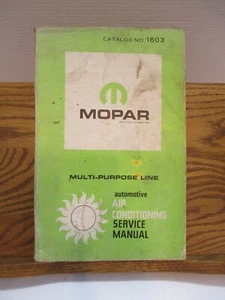 CATALOG NO. 1603
MOPAR
MULTI-PURPOSE LINE
automotive
AIR
CONDITIONING
SERVICE
MANUAL